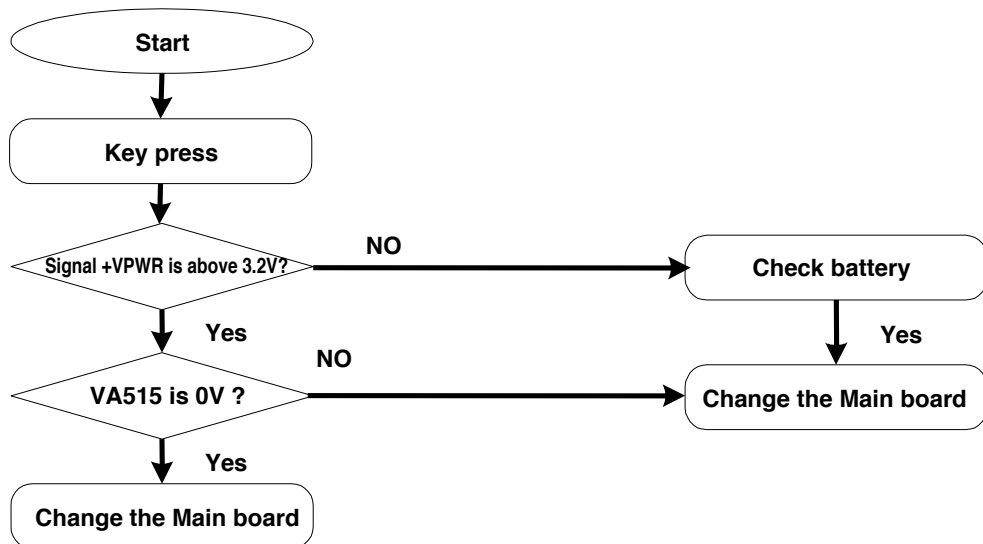 Start
Key press
Signal +VPWR is above 3.2V?
NO
Check battery
Yes
Yes
NO
VA515 is 0V ?
Change the Main board
Yes
Change the Main board